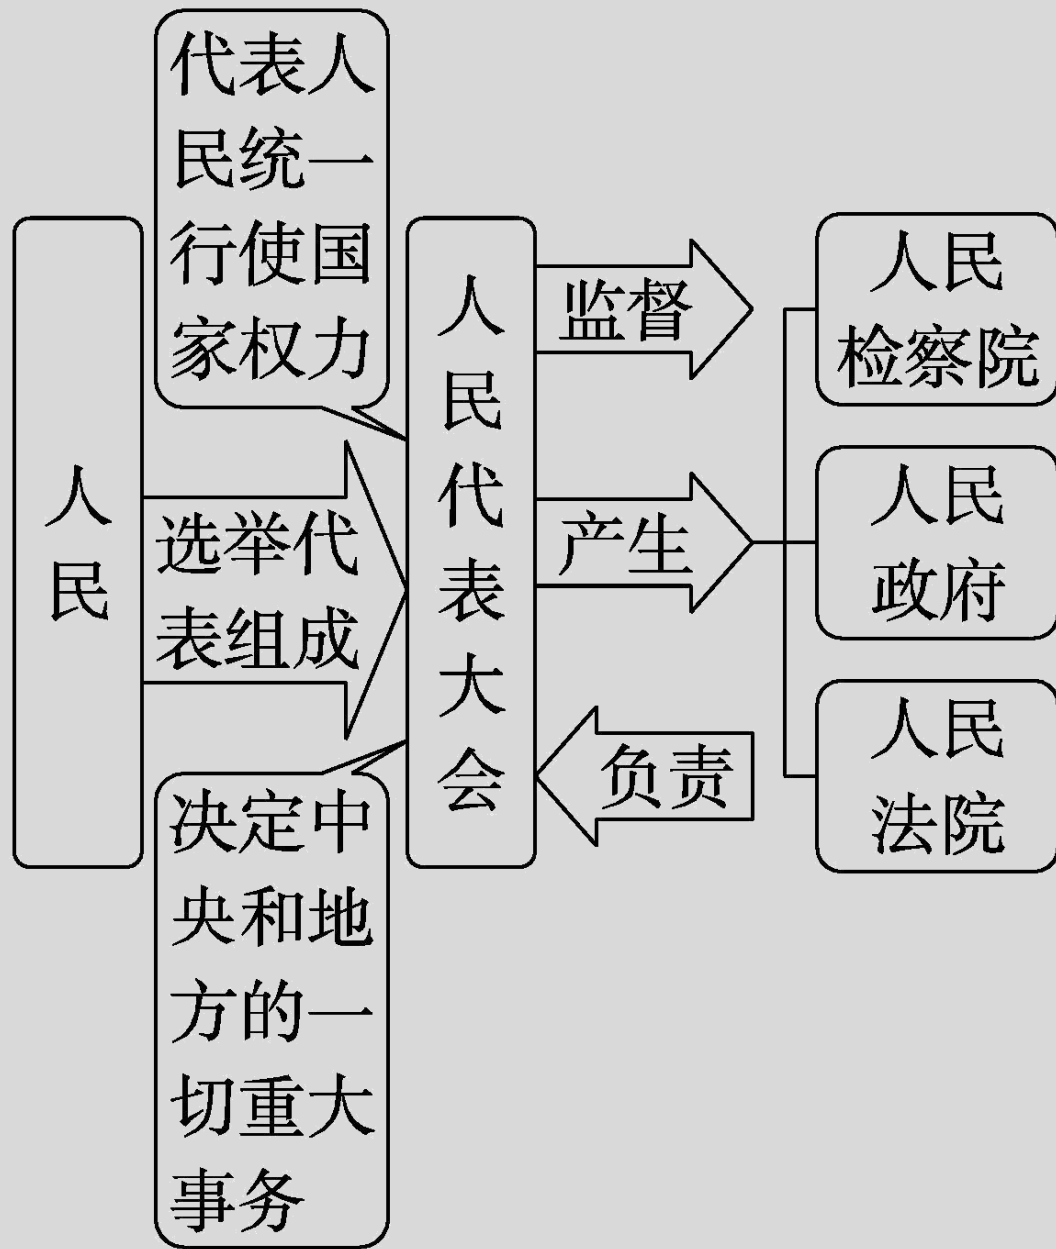 代表人
民统一
行使国
家权力
人民
选举代
表组成
决定中
央和地
方的一
切重大
事务
人民代表大会
监督
产生
负责
人民
检察院
人民
政府
人民
法院